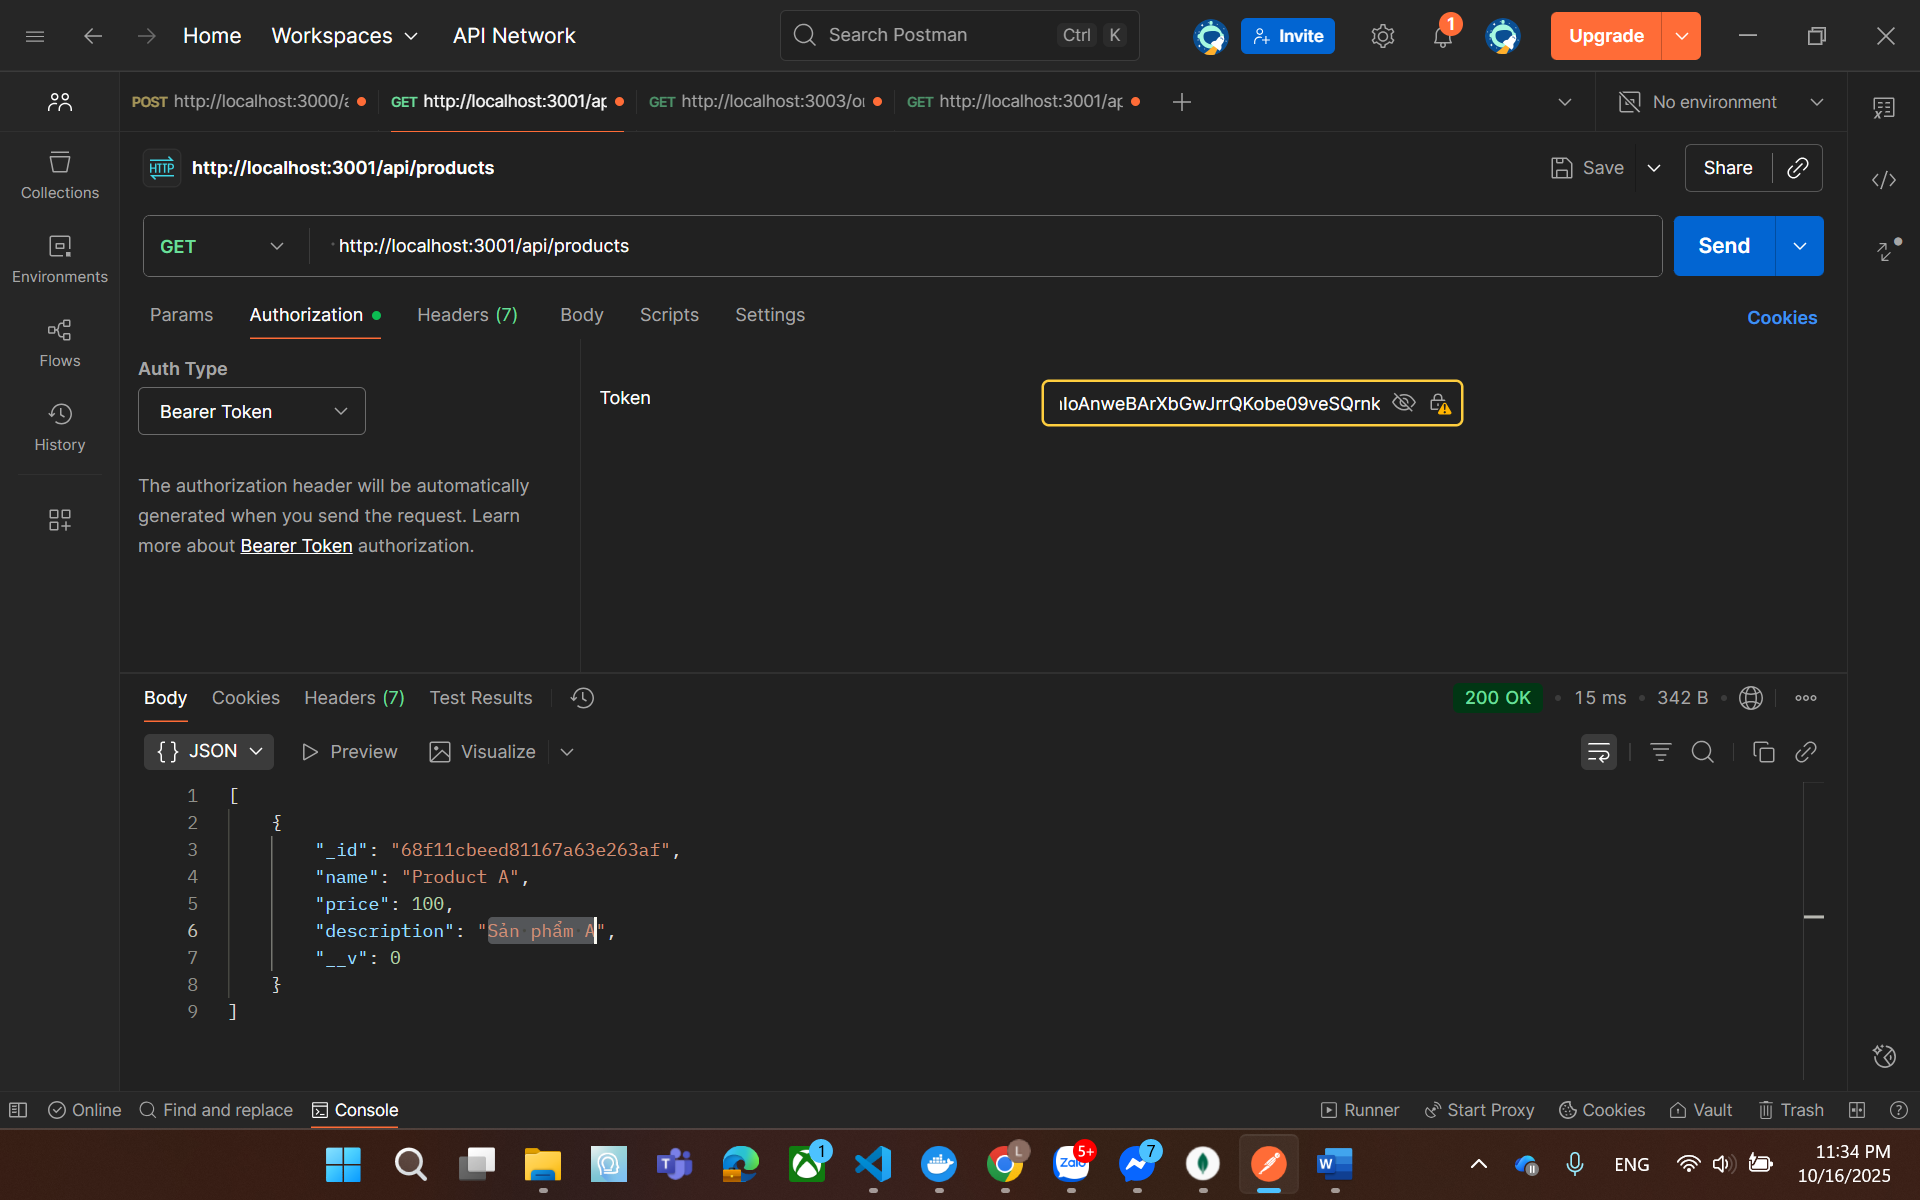 Home Workspaces API Network Search Postman Ctrl K Invite 1 Upgrade
POST http://localhost:3000/a GET http://localhost:3001/ap GET http://localhost:3003/o GET http://localhost:3001/ap No environment
HTTP http://localhost:3001/api/products Save Share
Collections
GET http://localhost:3001/api/products Send
Environments
Params Authorization Headers (7) Body Scripts Settings Cookies
Flows
Auth Type
Bearer Token
Token
IoAnweBArXbGwJrrQKobe09veSQrnk
History
The authorization header will be automatically
generated when you send the request. Learn
more about Bearer Token authorization.
Body Cookies Headers (7) Test Results 200 OK 15 ms 342 B
{} JSON Preview Visualize
1 [
2 {
3 "_id": "68f11cbeed81167a63e263af",
4 "name": "Product A",
5 "price": 100,
6 "description": "Sản phẩm A",
7 "__v": 0
8 }
9 ]
Online Find and replace Console Runner Start Proxy Cookies Vault Trash
1 L Zalo 5+ 7 W ENG 11:34 PM
10/16/2025